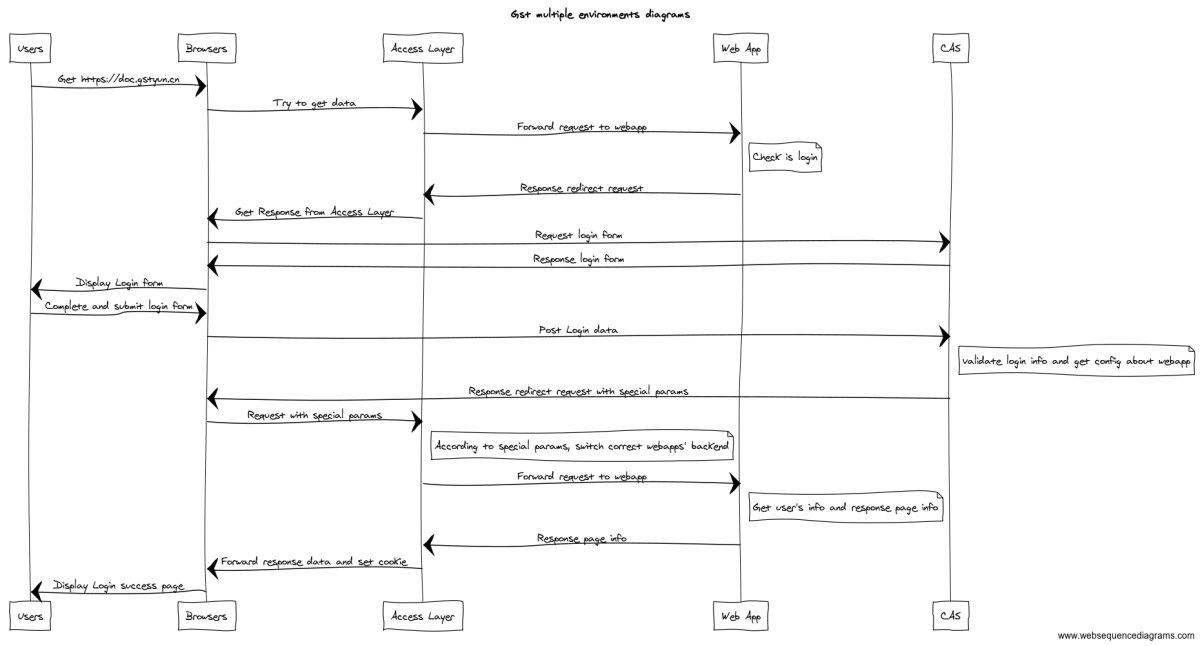 Gst multiple environments diagrams
Users Browsers Access Layer Web App CAS
Get https://doc.gstyun.cn
Try to get data
Forward request to webapp
Check is login
Response redirect request
Get Response from Access Layer
Request login form
Response login form
Display Login form
Complete and submit login form
Post Login data
validate login info and get config about webapp
Response redirect request with special params
Request with special params
According to special params, switch correct webapps' backend
Forward request to webapp
Get user's info and response page info
Response page info
Forward response data and set cookie
Display Login success page
Users Browsers Access Layer Web App CAS
www.websequencediagrams.com